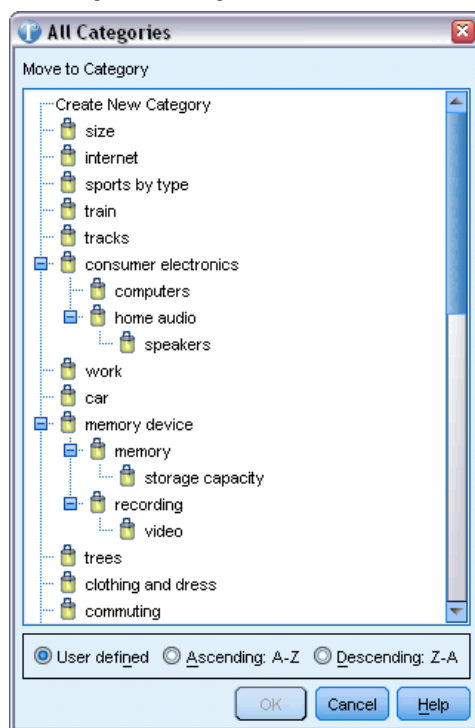 All Categories
Move to Category
Create New Category
size
internet
sports by type
train
tracks
consumer electronics
computers
home audio
speakers
work
car
memory device
memory
storage capacity
recording
video
trees
clothing and dress
commuting
User defined Ascending: A-Z Descending: Z-A
OK Cancel Help